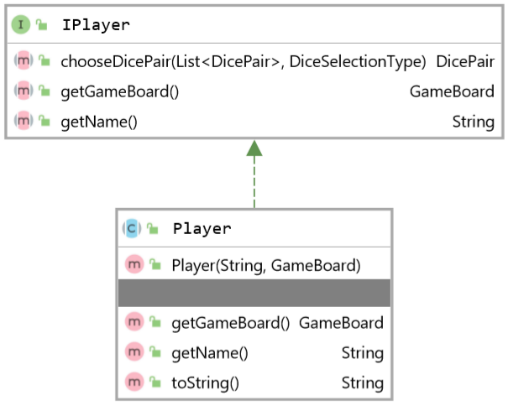 I IPlayer
m chooseDicePair(List<DicePair>, DiceSelectionType) DicePair
m getGameBoard() GameBoard
m getName() String
C Player
m Player(String, GameBoard)
m getGameBoard() GameBoard
m getName() String
m toString() String